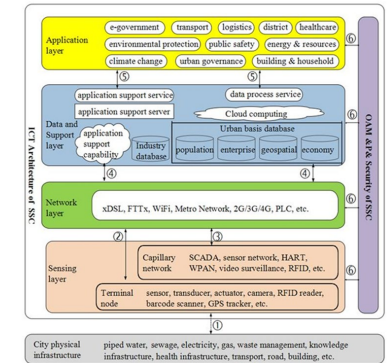 e-government transport logistics district healthcare
Application layer
environmental protection public safety energy & resources
climate change urban governance building & household
⑥
⑤ ⑤
application support service data process service
application support server Cloud computing
Data and Support layer
application support capability
Industry database
Urban basis database
population enterprise geospatial economy
⑥
④ ④
Network layer
xDSL, FTTx, WiFi, Metro Network, 2G/3G/4G, PLC, etc.
⑥
② ③
Sensing layer
Capillary network SCADA, sensor network, HART, WPAN, video surveillance, RFID, etc.
⑥
Terminal node sensor, transducer, actuator, camera, RFID reader, barcode scanner, GPS tracker, etc.
①
City physical infrastructure piped water, sewage, electricity, gas, waste management, knowledge infrastructure, health infrastructure, transport, road, building, etc.
ICT Architecture of SSC
OAM &P& Security of SSC